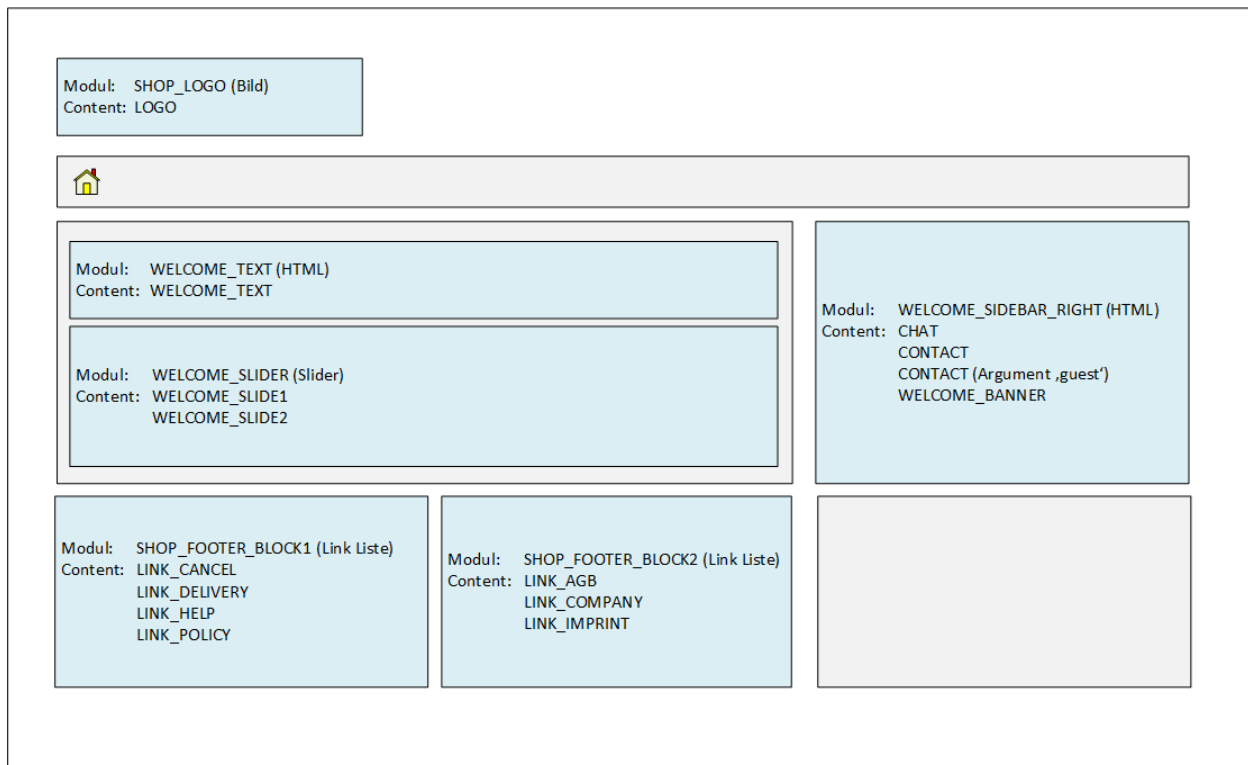 Modul: SHOP_LOGO (Bild)
Content: LOGO
Modul: WELCOME_TEXT (HTML)
Content: WELCOME_TEXT
Modul: WELCOME_SLIDER (Slider)
Content: WELCOME_SLIDE1
WELCOME_SLIDE2
Modul: WELCOME_SIDEBAR_RIGHT (HTML)
Content: CHAT
CONTACT
CONTACT (Argument ‚guest‘)
WELCOME_BANNER
Modul: SHOP_FOOTER_BLOCK1 (Link Liste)
Content: LINK_CANCEL
LINK_DELIVERY
LINK_HELP
LINK_POLICY
Modul: SHOP_FOOTER_BLOCK2 (Link Liste)
Content: LINK_AGB
LINK_COMPANY
LINK_IMPRINT